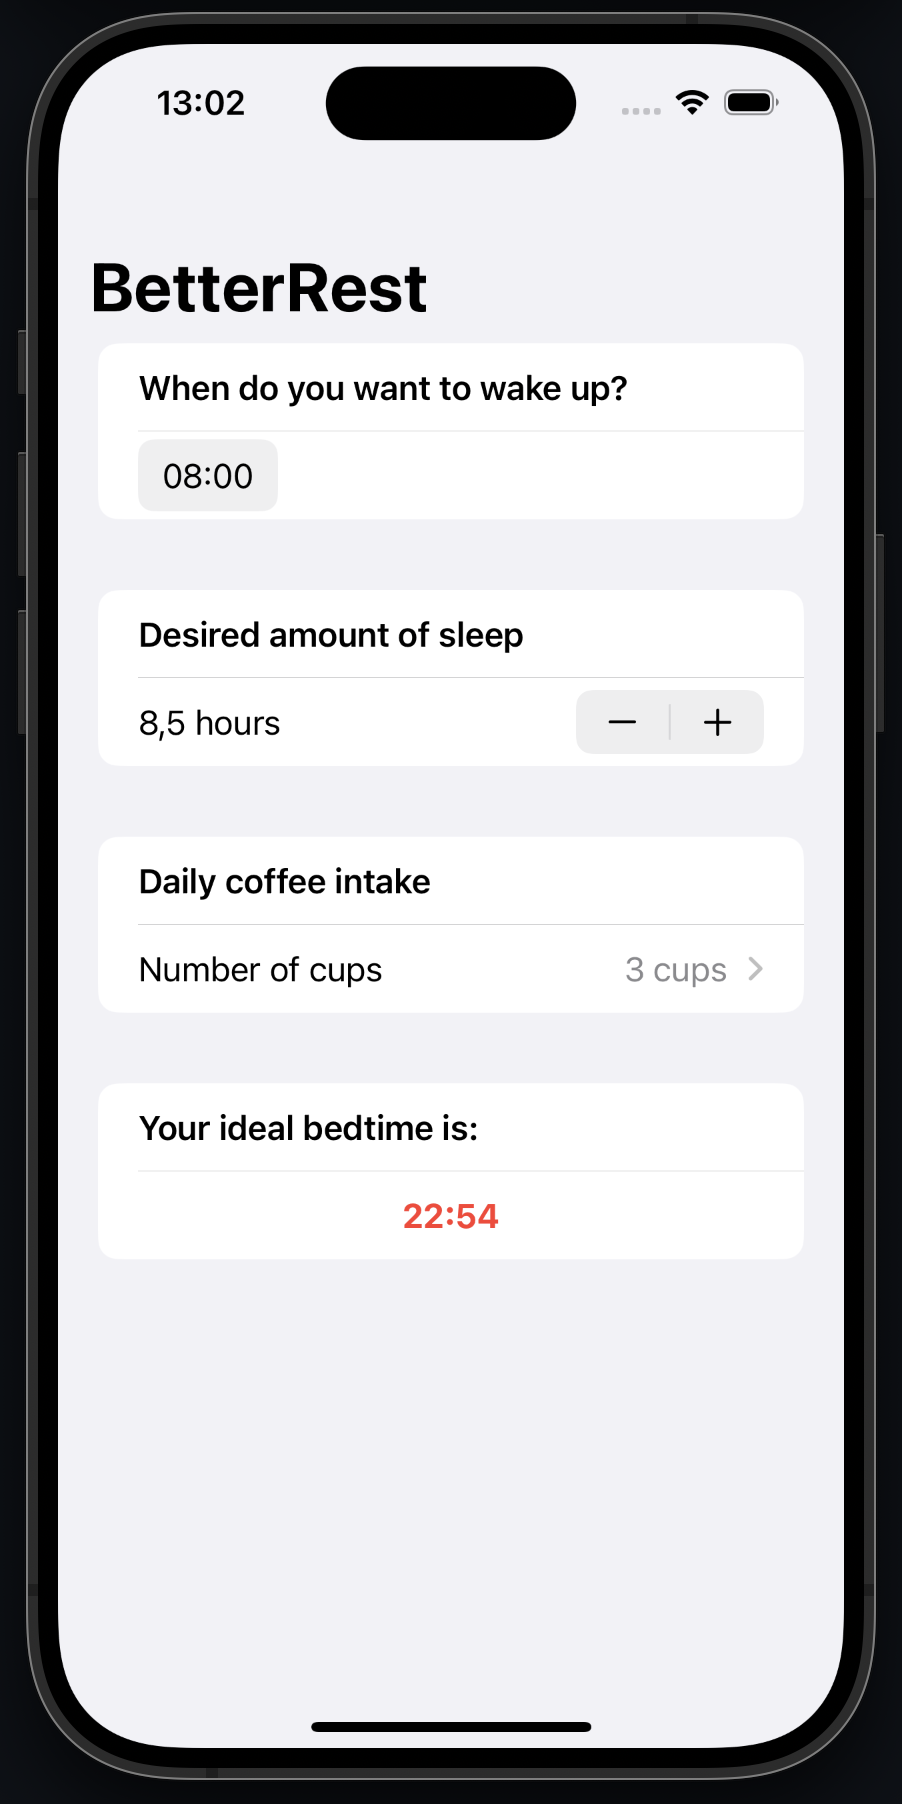 13:02
BetterRest
When do you want to wake up?
08:00
Desired amount of sleep
8,5 hours
Daily coffee intake
Number of cups 3 cups
Your ideal bedtime is:
22:54